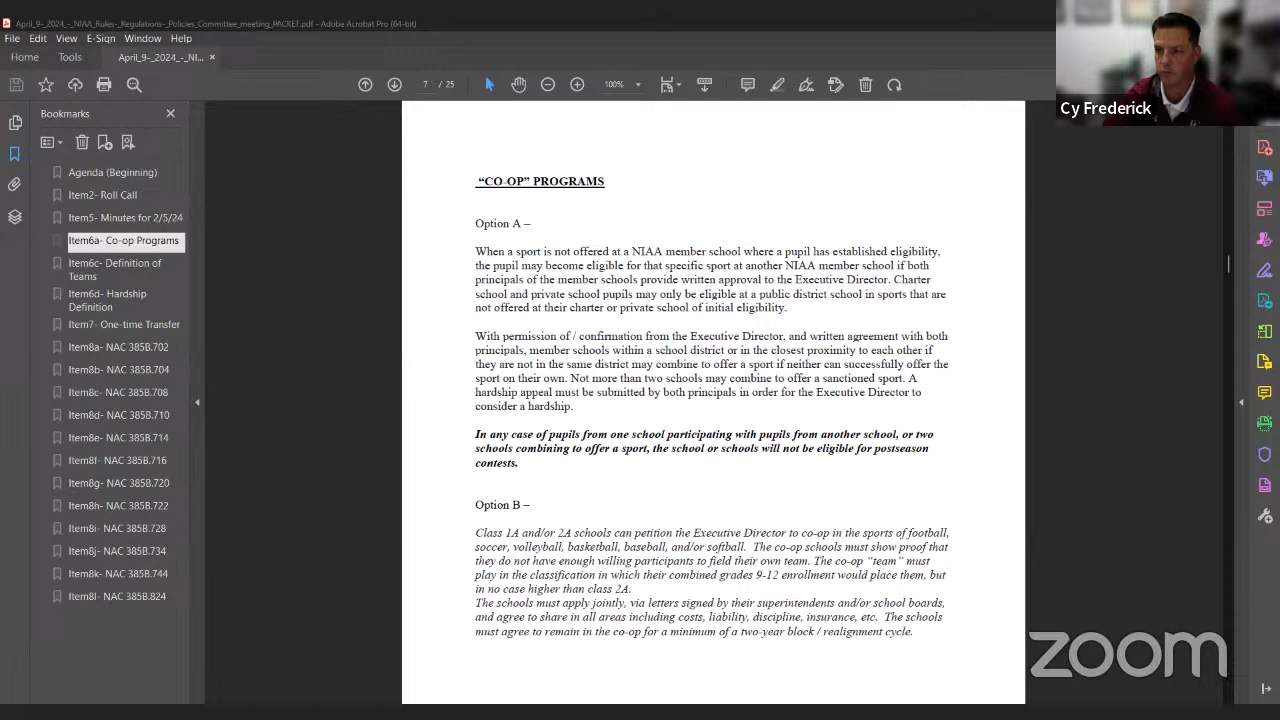 April_9-_2024_-_NIAA_Rules-_Regulations-_Policies_Committee_meeting_PACKET.pdf - Adobe Acrobat Pro (64-bit)
File Edit View E-Sign Window Help
Home Tools April_9-_2024_-_NI... ×
7 / 25 100%
Cy Frederick
Bookmarks
Agenda (Beginning)
Item2- Roll Call
Item5- Minutes for 2/5/24
Item6a- Co-op Programs
Item6c- Definition of
Teams
Item6d- Hardship
Definition
Item7- One-time Transfer
Item8a- NAC 385B.702
Item8b- NAC 385B.704
Item8c- NAC 385B.708
Item8d- NAC 385B.710
Item8e- NAC 385B.714
Item8f- NAC 385B.716
Item8g- NAC 385B.720
Item8h- NAC 385B.722
Item8i- NAC 385B.728
Item8j- NAC 385B.734
Item8k- NAC 385B.744
Item8l- NAC 385B.824
“CO-OP” PROGRAMS
Option A –
When a sport is not offered at a NIAA member school where a pupil has established eligibility,
the pupil may become eligible for that specific sport at another NIAA member school if both
principals of the member schools provide written approval to the Executive Director. Charter
school and private school pupils may only be eligible at a public district school in sports that are
not offered at their charter or private school of initial eligibility.
With permission of / confirmation from the Executive Director, and written agreement with both
principals, member schools within a school district or in the closest proximity to each other if
they are not in the same district may combine to offer a sport if neither can successfully offer the
sport on their own. Not more than two schools may combine to offer a sanctioned sport. A
hardship appeal must be submitted by both principals in order for the Executive Director to
consider a hardship.
In any case of pupils from one school participating with pupils from another school, or two
schools combining to offer a sport, the school or schools will not be eligible for postseason
contests.
Option B –
Class 1A and/or 2A schools can petition the Executive Director to co-op in the sports of football,
soccer, volleyball, basketball, baseball, and/or softball. The co-op schools must show proof that
they do not have enough willing participants to field their own team. The co-op “team” must
play in the classification in which their combined grades 9-12 enrollment would place them, but
in no case higher than class 2A.
The schools must apply jointly, via letters signed by their superintendents and/or school boards,
and agree to share in all areas including costs, liability, discipline, insurance, etc. The schools
must agree to remain in the co-op for a minimum of a two-year block / realignment cycle.
zoom